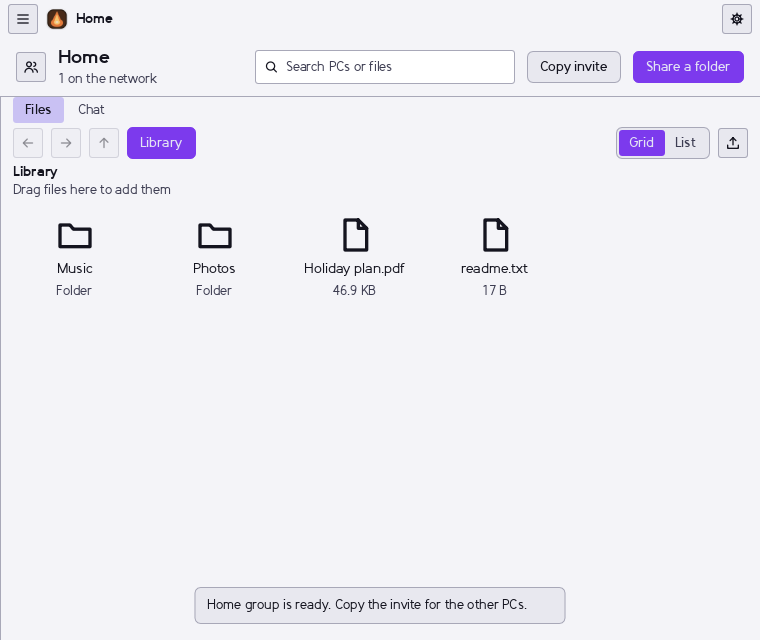 Home
Home
1 on the network
Search PCs or files
Copy invite
Share a folder
Files
Chat
Library
Grid
List
Library
Drag files here to add them
Music
Folder
Photos
Folder
Holiday plan.pdf
46.9 KB
readme.txt
17 B
Home group is ready. Copy the invite for the other PCs.